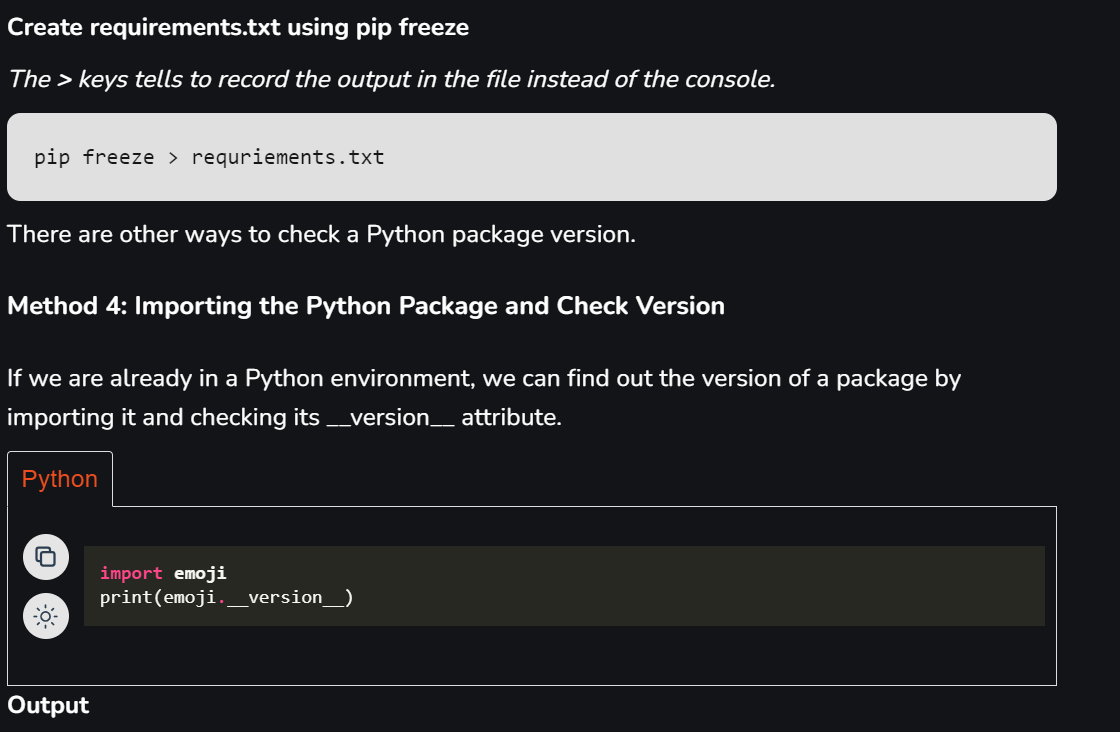 Create requirements.txt using pip freeze
The > keys tells to record the output in the file instead of the console.
pip freeze > requriements.txt
There are other ways to check a Python package version.
Method 4: Importing the Python Package and Check Version
If we are already in a Python environment, we can find out the version of a package by
importing it and checking its __version__ attribute.
Python
import emoji
print(emoji.__version__)
Output